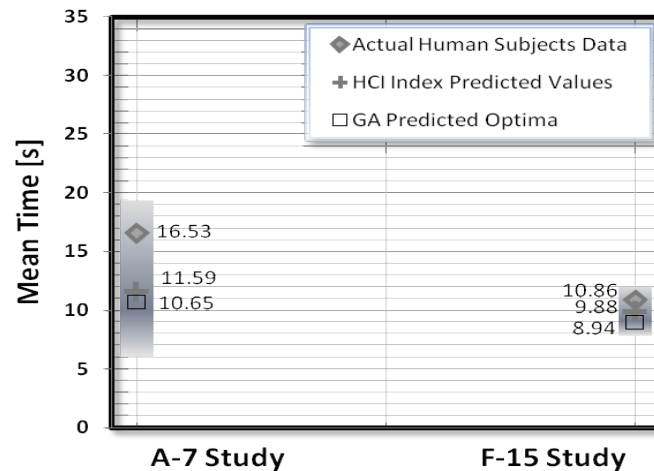 35
30
25
20
15
10
5
0
Mean Time [s]
Actual Human Subjects Data
HCI Index Predicted Values
GA Predicted Optima
16.53
11.59
10.65
10.86
9.88
8.94
A-7 Study
F-15 Study